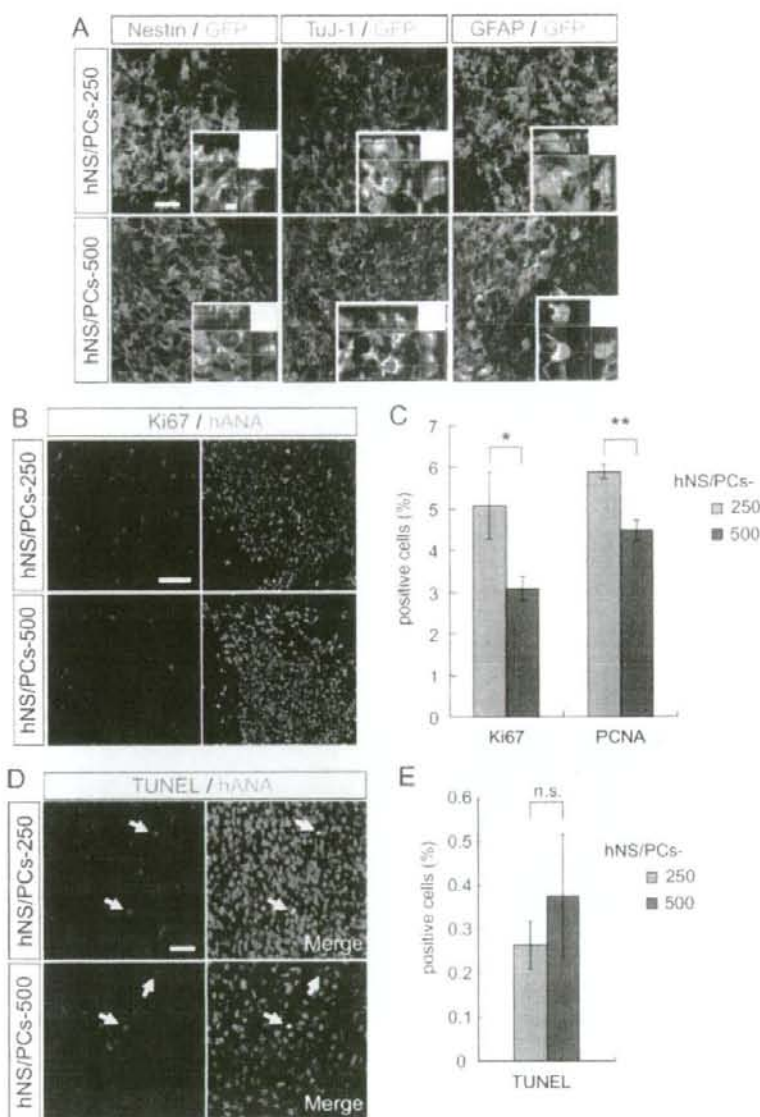 A
Nestin / GFP
TuJ-1 / GFP
GFAP / GFP
hNS/PCs-250
hNS/PCs-500
B
Ki67 / hANA
hNS/PCs-250
hNS/PCs-500
C
7
6
5
4
3
2
1
0
positive cells (%)
*
**
hNS/PCs-
250
500
Ki67
PCNA
D
TUNEL / hANA
hNS/PCs-250
Merge
hNS/PCs-500
Merge
E
0.6
0.5
0.4
0.3
0.2
0.1
0
positive cells (%)
n.s.
hNS/PCs-
250
500
TUNEL